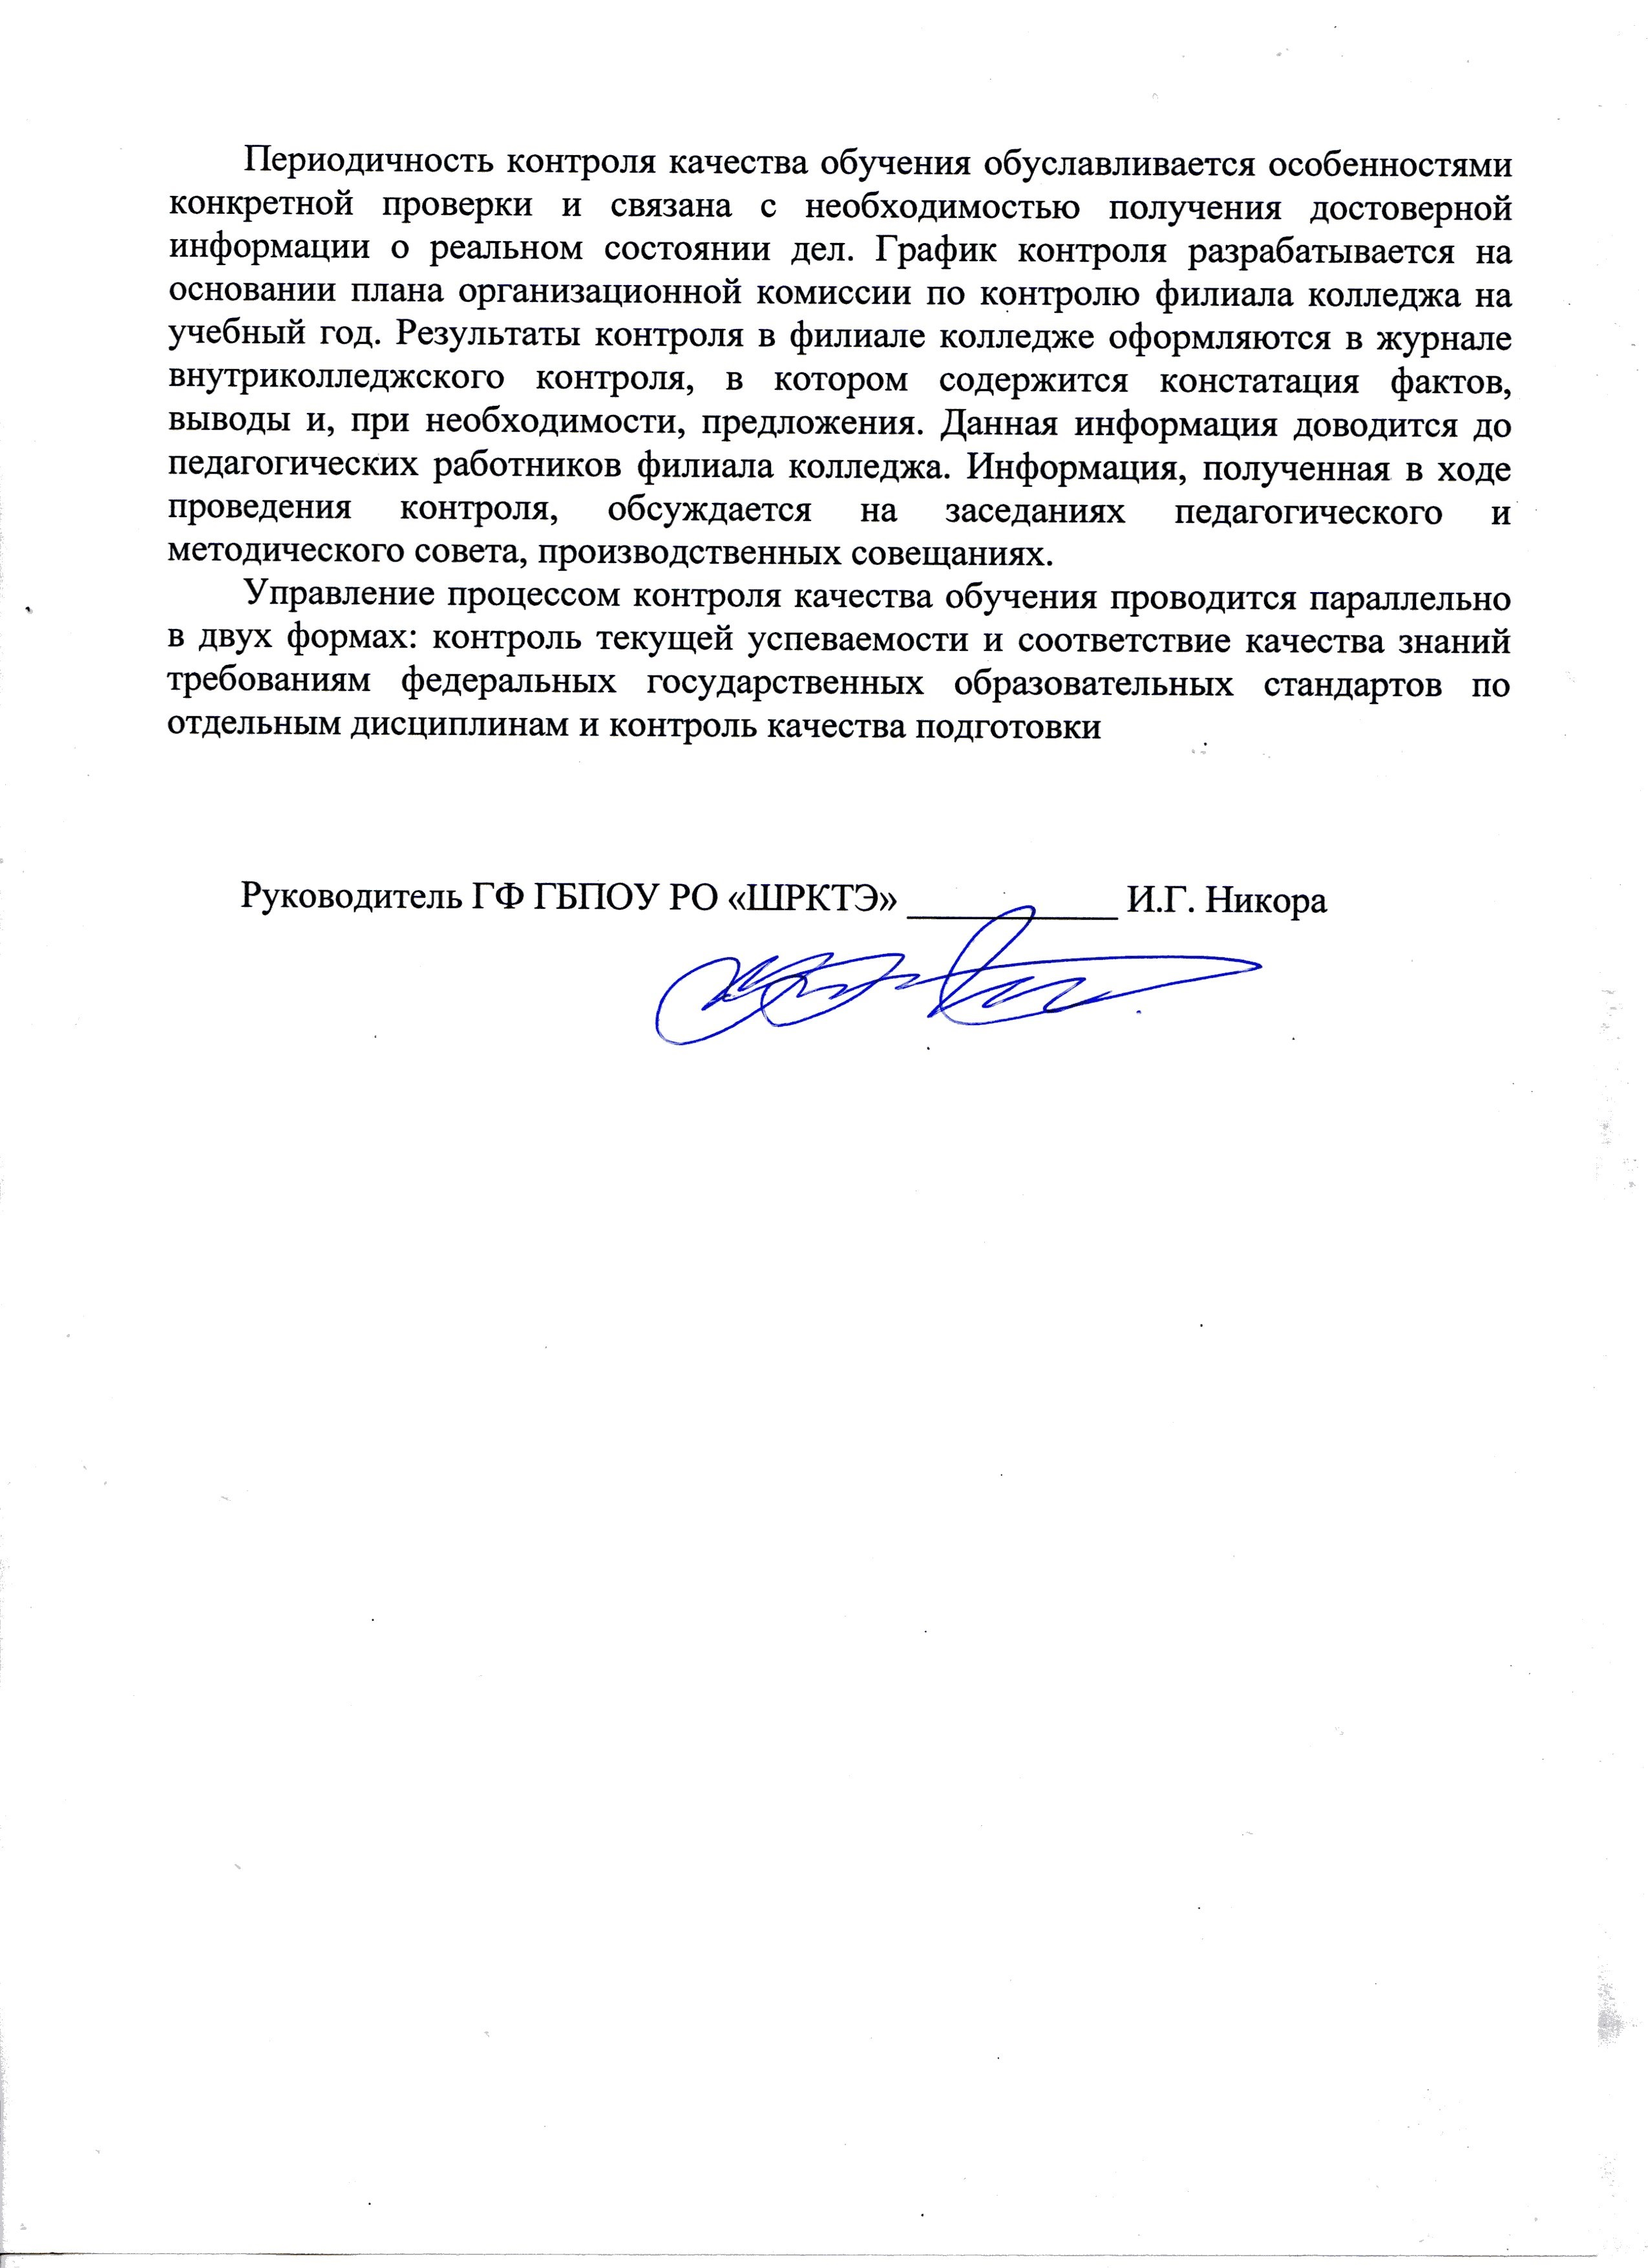 Периодичность контроля качества обучения обуславливается особенностями
конкретной проверки и связана с необходимостью получения достоверной
информации о реальном состоянии дел. График контроля разрабатывается на
основании плана организационной комиссии по контролю филиала колледжа на
учебный год. Результаты контроля в филиале колледже оформляются в журнале
внутриколледжского контроля, в котором содержится констатация фактов,
выводы и, при необходимости, предложения. Данная информация доводится до
педагогических работников филиала колледжа. Информация, полученная в ходе
проведения контроля, обсуждается на заседаниях педагогического и
методического совета, производственных совещаниях.
Управление процессом контроля качества обучения проводится параллельно
в двух формах: контроль текущей успеваемости и соответствие качества знаний
требованиям федеральных государственных образовательных стандартов по
отдельным дисциплинам и контроль качества подготовки
Руководитель ГФ ГБПОУ РО «ШРКТЭ» ___________ И.Г. Никора